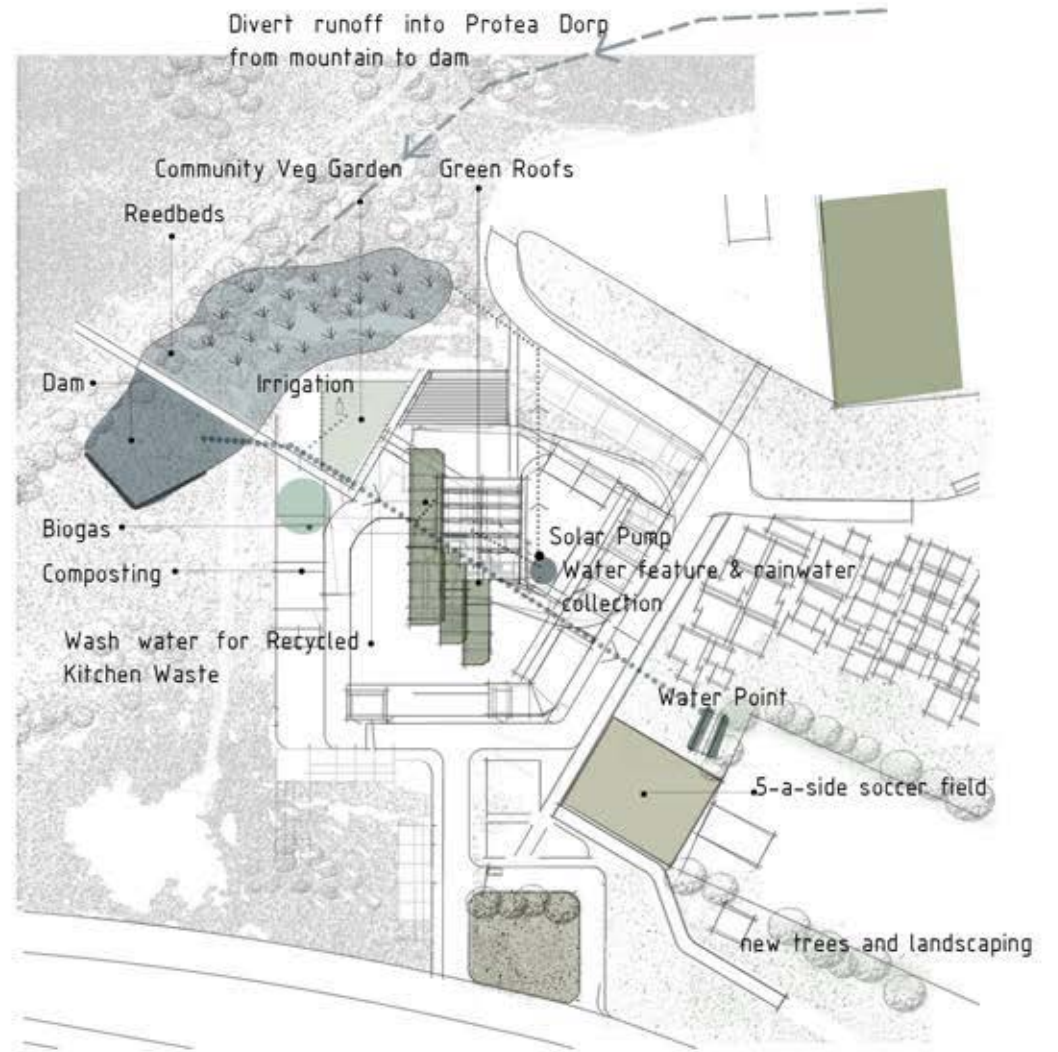 Divert runoff into Protea Dorp
from mountain to dam
Community Veg Garden
Green Roofs
Reedbeds
Dam
Irrigation
Biogas
Solar Pump
Composting
Water feature & rainwater
collection
Wash water for Recycled
Kitchen Waste
Water Point
5-a-side soccer field
new trees and landscaping